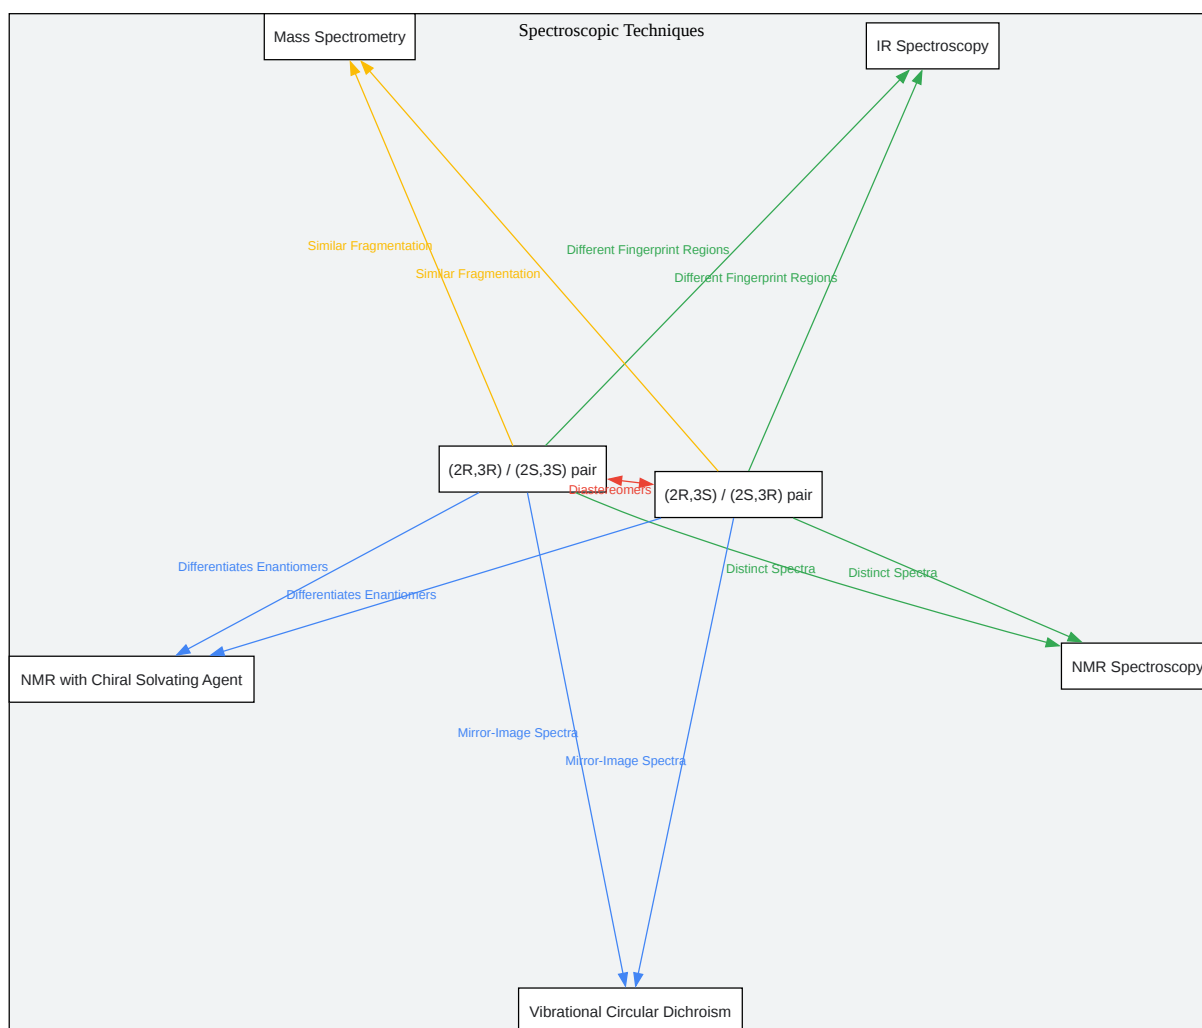 Spectroscopic Techniques
Mass Spectrometry
IR Spectroscopy
Similar Fragmentation
Different Fingerprint Regions
Similar Fragmentation
Different Fingerprint Regions
(2R,3R) / (2S,3S) pair
Diastereomers
(2R,3S) / (2S,3R) pair
Differentiates Enantiomers
Distinct Spectra
Distinct Spectra
Differentiates Enantiomers
NMR with Chiral Solvating Agent
NMR Spectroscopy
Mirror-Image Spectra
Mirror-Image Spectra
Vibrational Circular Dichroism